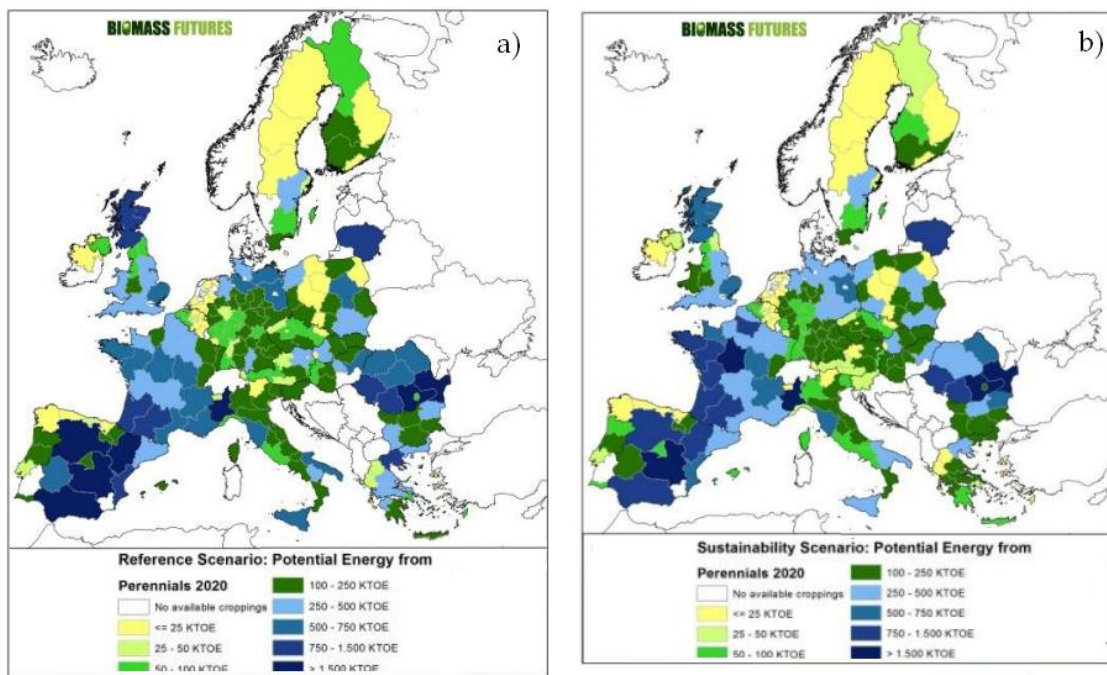 BIOMASS FUTURES
a)
Reference Scenario: Potential Energy from
Perennials 2020
No available croppings
<= 25 KTOE
25 - 50 KTOE
50 - 100 KTOE
100 - 250 KTOE
250 - 500 KTOE
500 - 750 KTOE
750 - 1.500 KTOE
> 1.500 KTOE
BIOMASS FUTURES
b)
Sustainability Scenario: Potential Energy from
Perennials 2020
No available croppings
<= 25 KTOE
25 - 50 KTOE
50 - 100 KTOE
100 - 250 KTOE
250 - 500 KTOE
500 - 750 KTOE
750 - 1.500 KTOE
> 1.500 KTOE